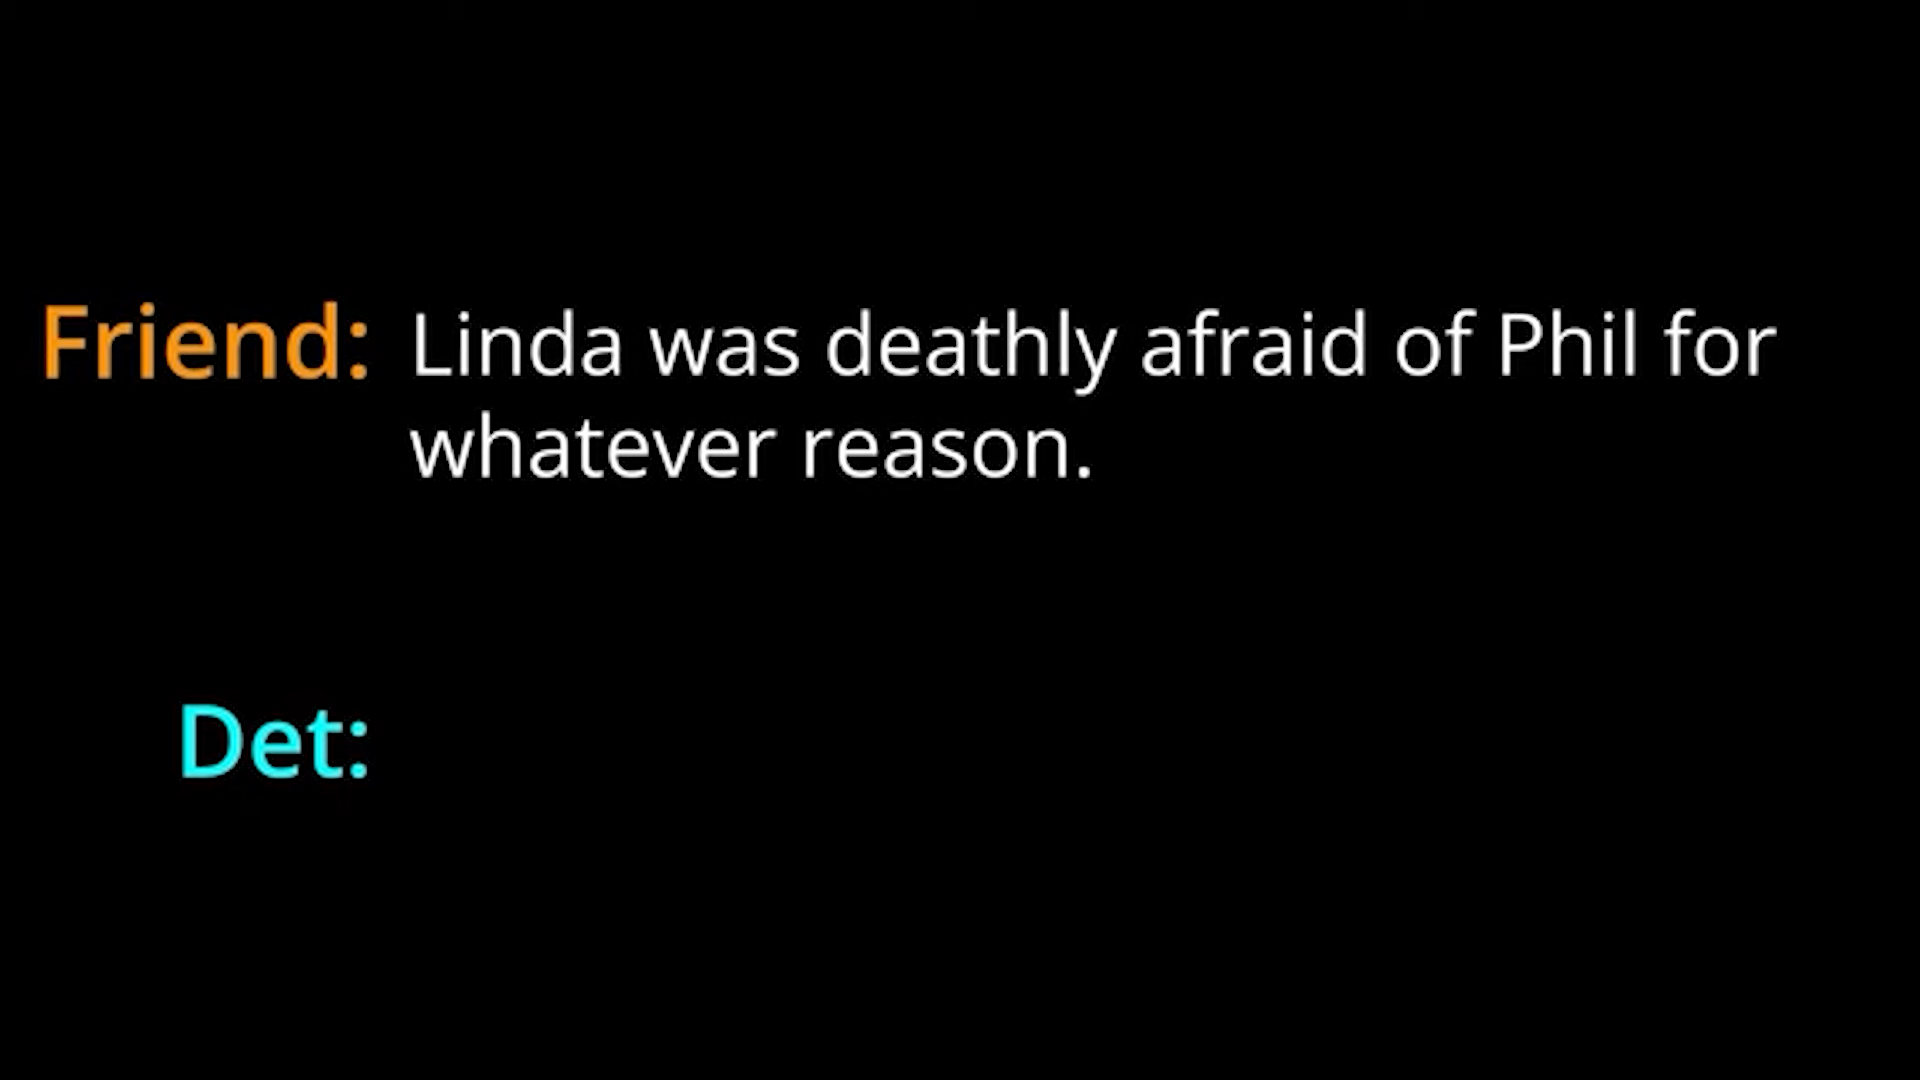 Friend: Linda was deathly afraid of Phil for
whatever reason.
Det: